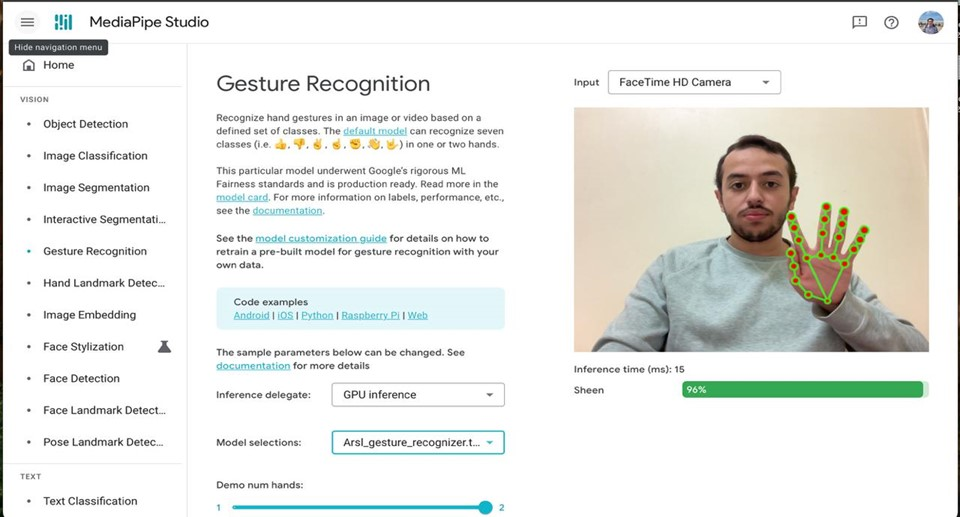 MediaPipe Studio
Hide navigation menu
Home
VISION
Object Detection
Image Classification
Image Segmentation
Interactive Segmentati...
Gesture Recognition
Hand Landmark Detec...
Image Embedding
Face Stylization
Face Detection
Face Landmark Detect...
Pose Landmark Detec...
TEXT
Text Classification
Gesture Recognition
Recognize hand gestures in an image or video based on a
defined set of classes. The default model can recognize seven
classes (i.e. 👍, 👎, ✌️, ☝️, ✊, 👋, 🤟) in one or two hands.
This particular model underwent Google's rigorous ML
Fairness standards and is production ready. Read more in the
model card. For more information on labels, performance, etc.,
see the documentation.
See the model customization guide for details on how to
retrain a pre-built model for gesture recognition with your
own data.
Code examples
Android | iOS | Python | Raspberry Pi | Web
The sample parameters below can be changed. See
documentation for more details
Inference delegate: GPU inference
Model selections: Arsl_gesture_recognizer.t...
Demo num hands:
1 2
Input FaceTime HD Camera
Inference time (ms): 15
Sheen 96%